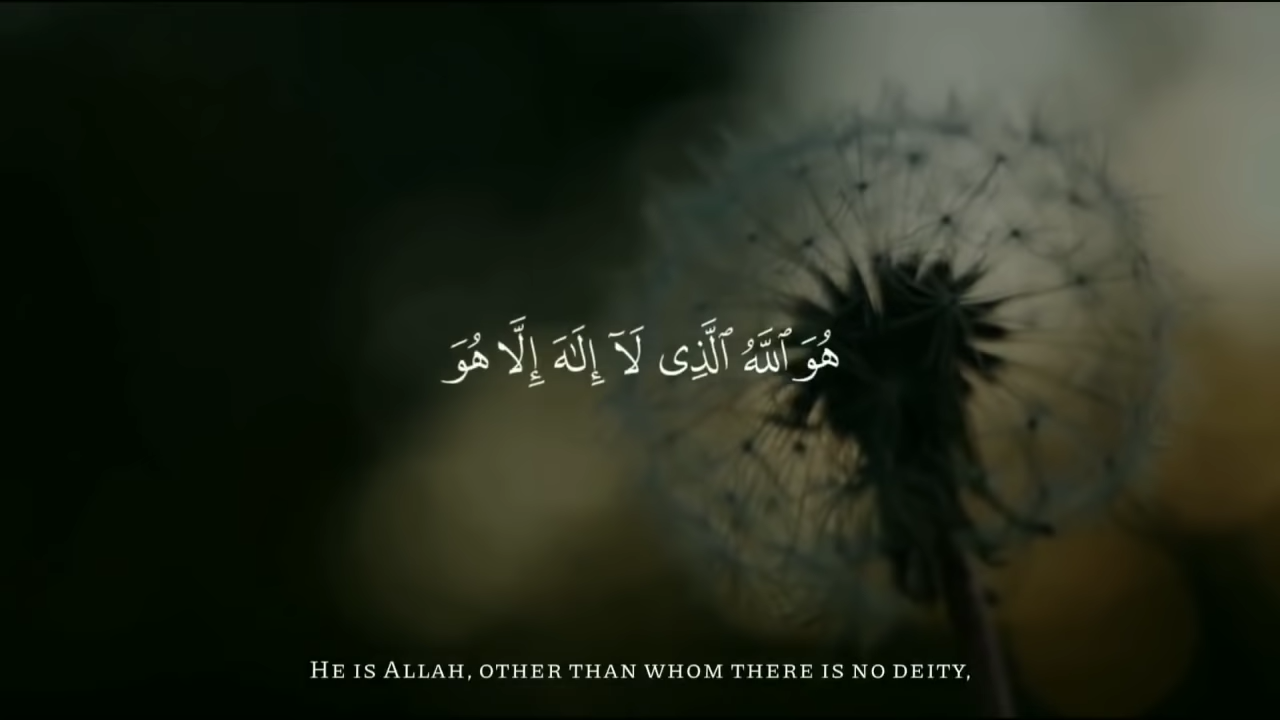 هُوَ ٱللَّهُ ٱلَّذِى لَآ إِلَـٰهَ إِلَّا هُوَ
He is Allah, other than whom there is no deity,